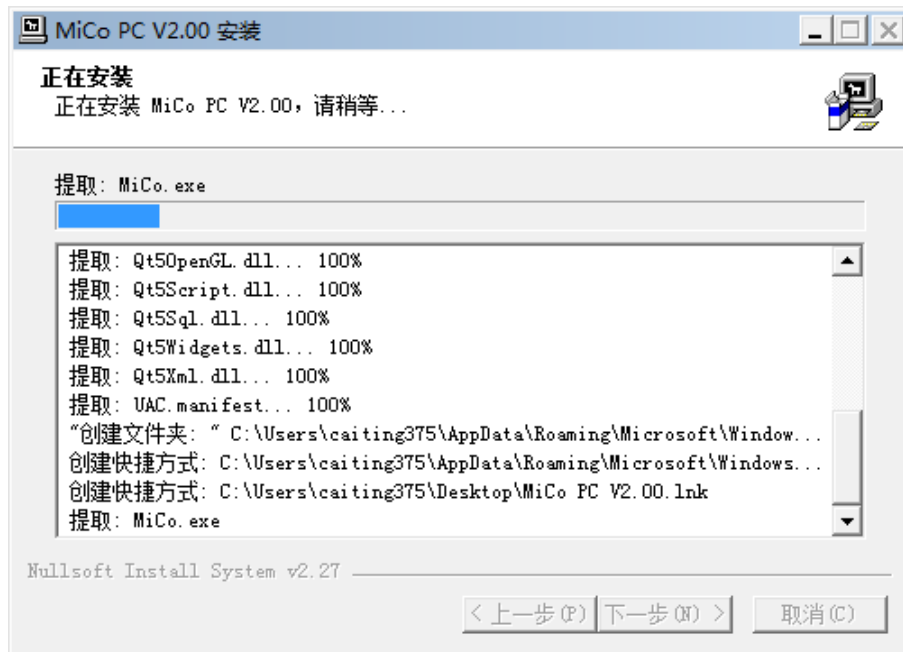 MiCo PC V2.00 安装
正在安装
正在安装 MiCo PC V2.00，请稍等...
提取: MiCo.exe
提取: Qt5OpenGL.dll... 100%
提取: Qt5Script.dll... 100%
提取: Qt5Sql.dll... 100%
提取: Qt5Widgets.dll... 100%
提取: Qt5Xml.dll... 100%
提取: UAC.manifest... 100%
“创建文件夹: ” C:\Users\caiting375\AppData\Roaming\Microsoft\Window...
创建快捷方式: C:\Users\caiting375\AppData\Roaming\Microsoft\Windows...
创建快捷方式: C:\Users\caiting375\Desktop\MiCo PC V2.00.lnk
提取: MiCo.exe
Nullsoft Install System v2.27
< 上一步(P) 下一步(N) > 取消(C)